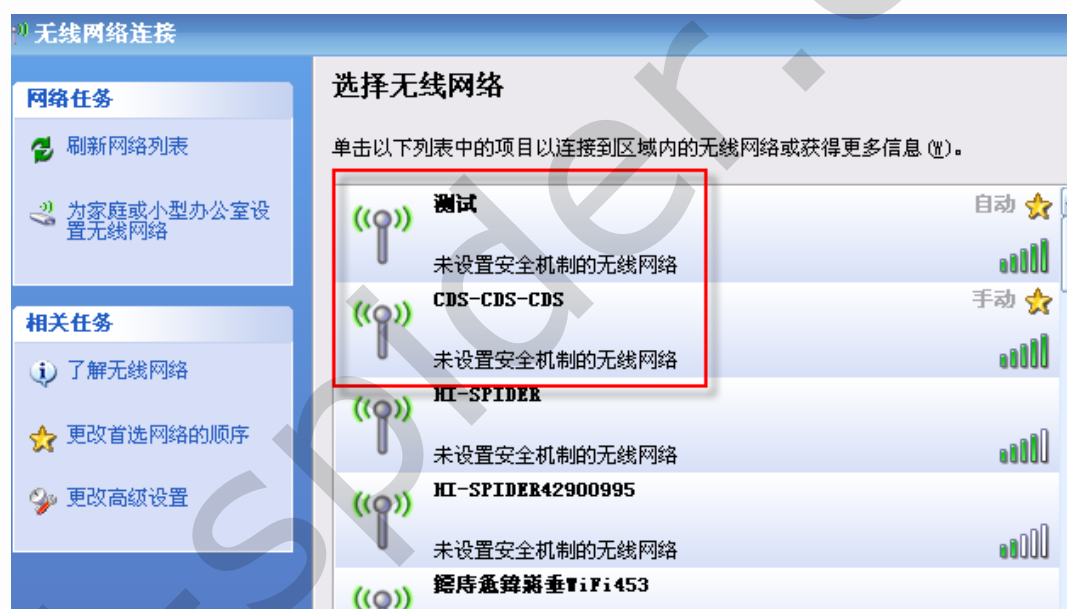 无线网络连接
网络任务
刷新网络列表
为家庭或小型办公室设
置无线网络
相关任务
了解无线网络
更改首选网络的顺序
更改高级设置
选择无线网络
单击以下列表中的项目以连接到区域内的无线网络或获得更多信息(W)。
测试
自动
未设置安全机制的无线网络
CDS-CDS-CDS
手动
未设置安全机制的无线网络
HI-SPIDER
未设置安全机制的无线网络
HI-SPIDER42900995
未设置安全机制的无线网络
WiFi453
spider.